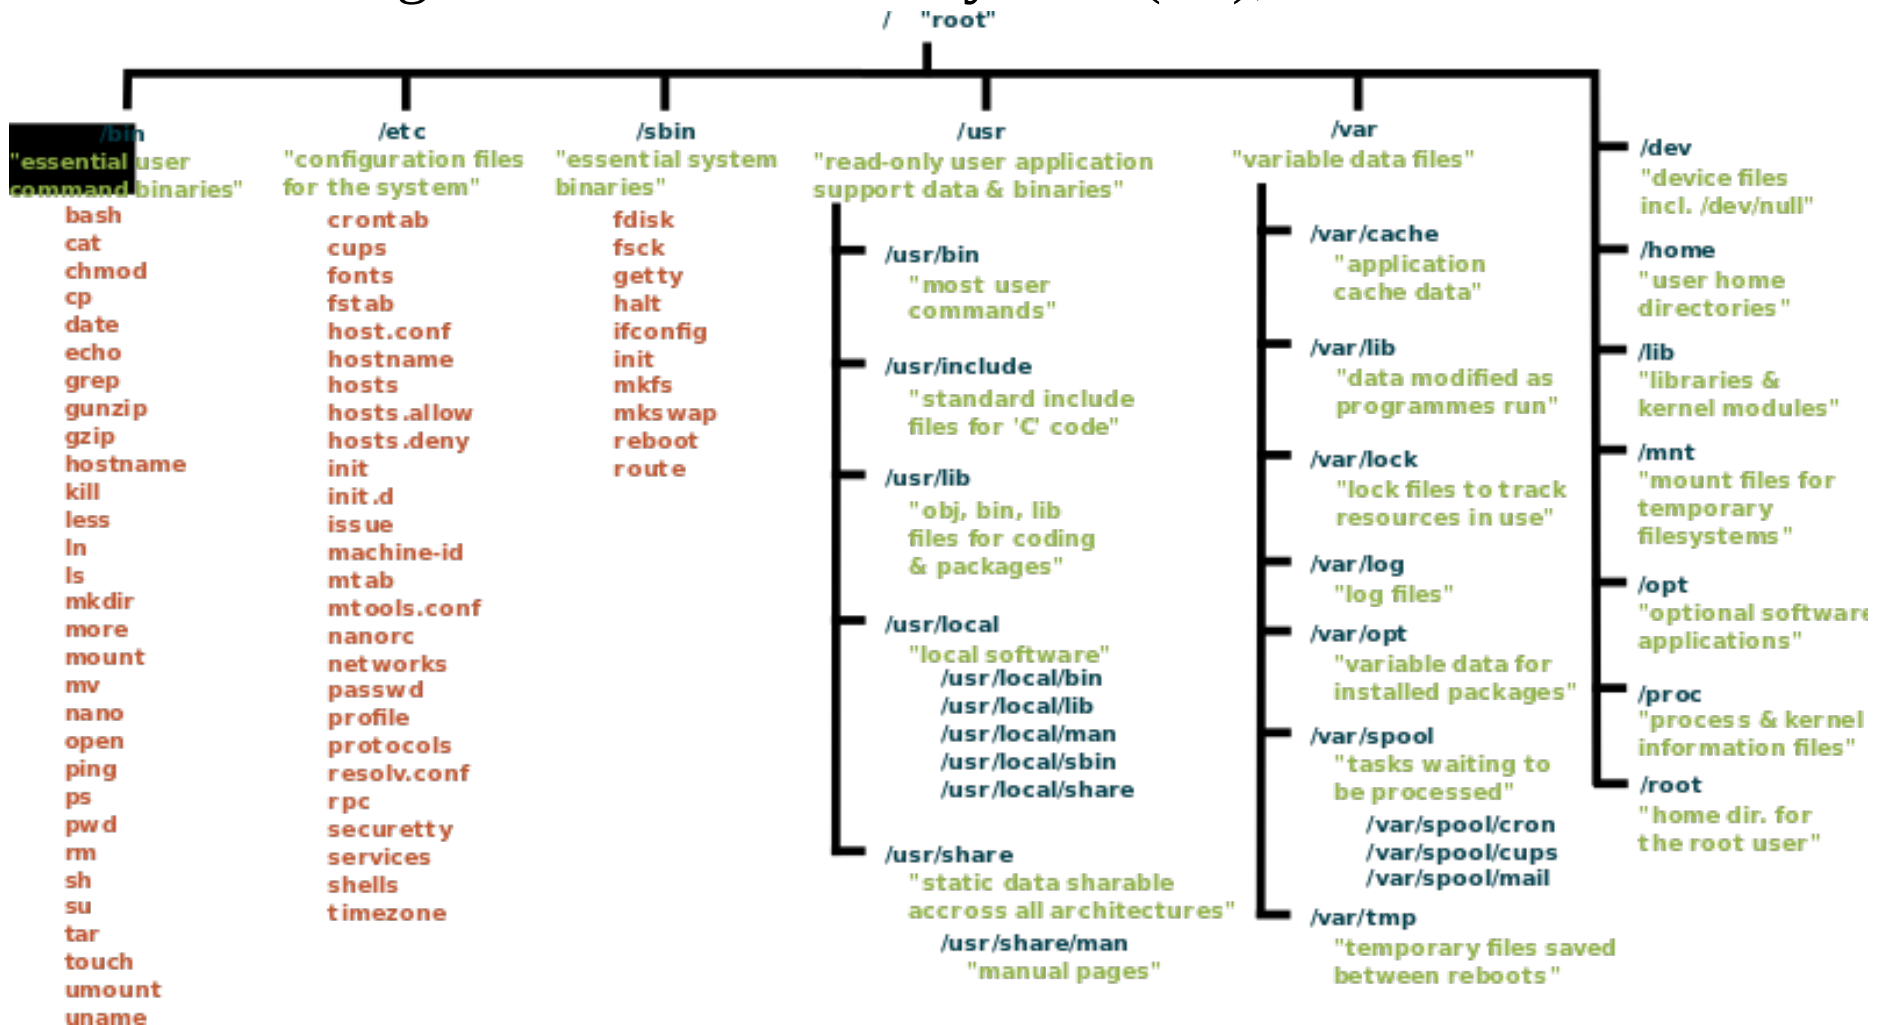 / "root"
/bin
"essential user
command binaries"
bash
cat
chmod
cp
date
echo
grep
gunzip
gzip
hostname
kill
less
ln
ls
mkdir
more
mount
mv
nano
open
ping
ps
pwd
rm
sh
su
tar
touch
umount
uname
/etc
"configuration files
for the system"
crontab
cups
fonts
fstab
host.conf
hostname
hosts
hosts.allow
hosts.deny
init
init.d
issue
machine-id
mtab
mtools.conf
nanorc
networks
passwd
profile
protocols
resolv.conf
rpc
securetty
services
shells
timezone
/sbin
"essential system
binaries"
fdisk
fsck
getty
halt
ifconfig
init
mkfs
mkswap
reboot
route
/usr
"read-only user application
support data & binaries"
/usr/bin
"most user
commands"
/usr/include
"standard include
files for 'C' code"
/usr/lib
"obj, bin, lib
files for coding
& packages"
/usr/local
"local software"
/usr/local/bin
/usr/local/lib
/usr/local/man
/usr/local/sbin
/usr/local/share
/usr/share
"static data sharable
accross all architectures"
/usr/share/man
"manual pages"
/var
"variable data files"
/var/cache
"application
cache data"
/var/lib
"data modified as
programmes run"
/var/lock
"lock files to track
resources in use"
/var/log
"log files"
/var/opt
"variable data for
installed packages"
/var/spool
"tasks waiting to
be processed"
/var/spool/cron
/var/spool/cups
/var/spool/mail
/var/tmp
"temporary files saved
between reboots"
/dev
"device files
incl. /dev/null"
/home
"user home
directories"
/lib
"libraries &
kernel modules"
/mnt
"mount files for
temporary
filesystems"
/opt
"optional software
applications"
/proc
"process & kernel
information files"
/root
"home dir. for
the root user"